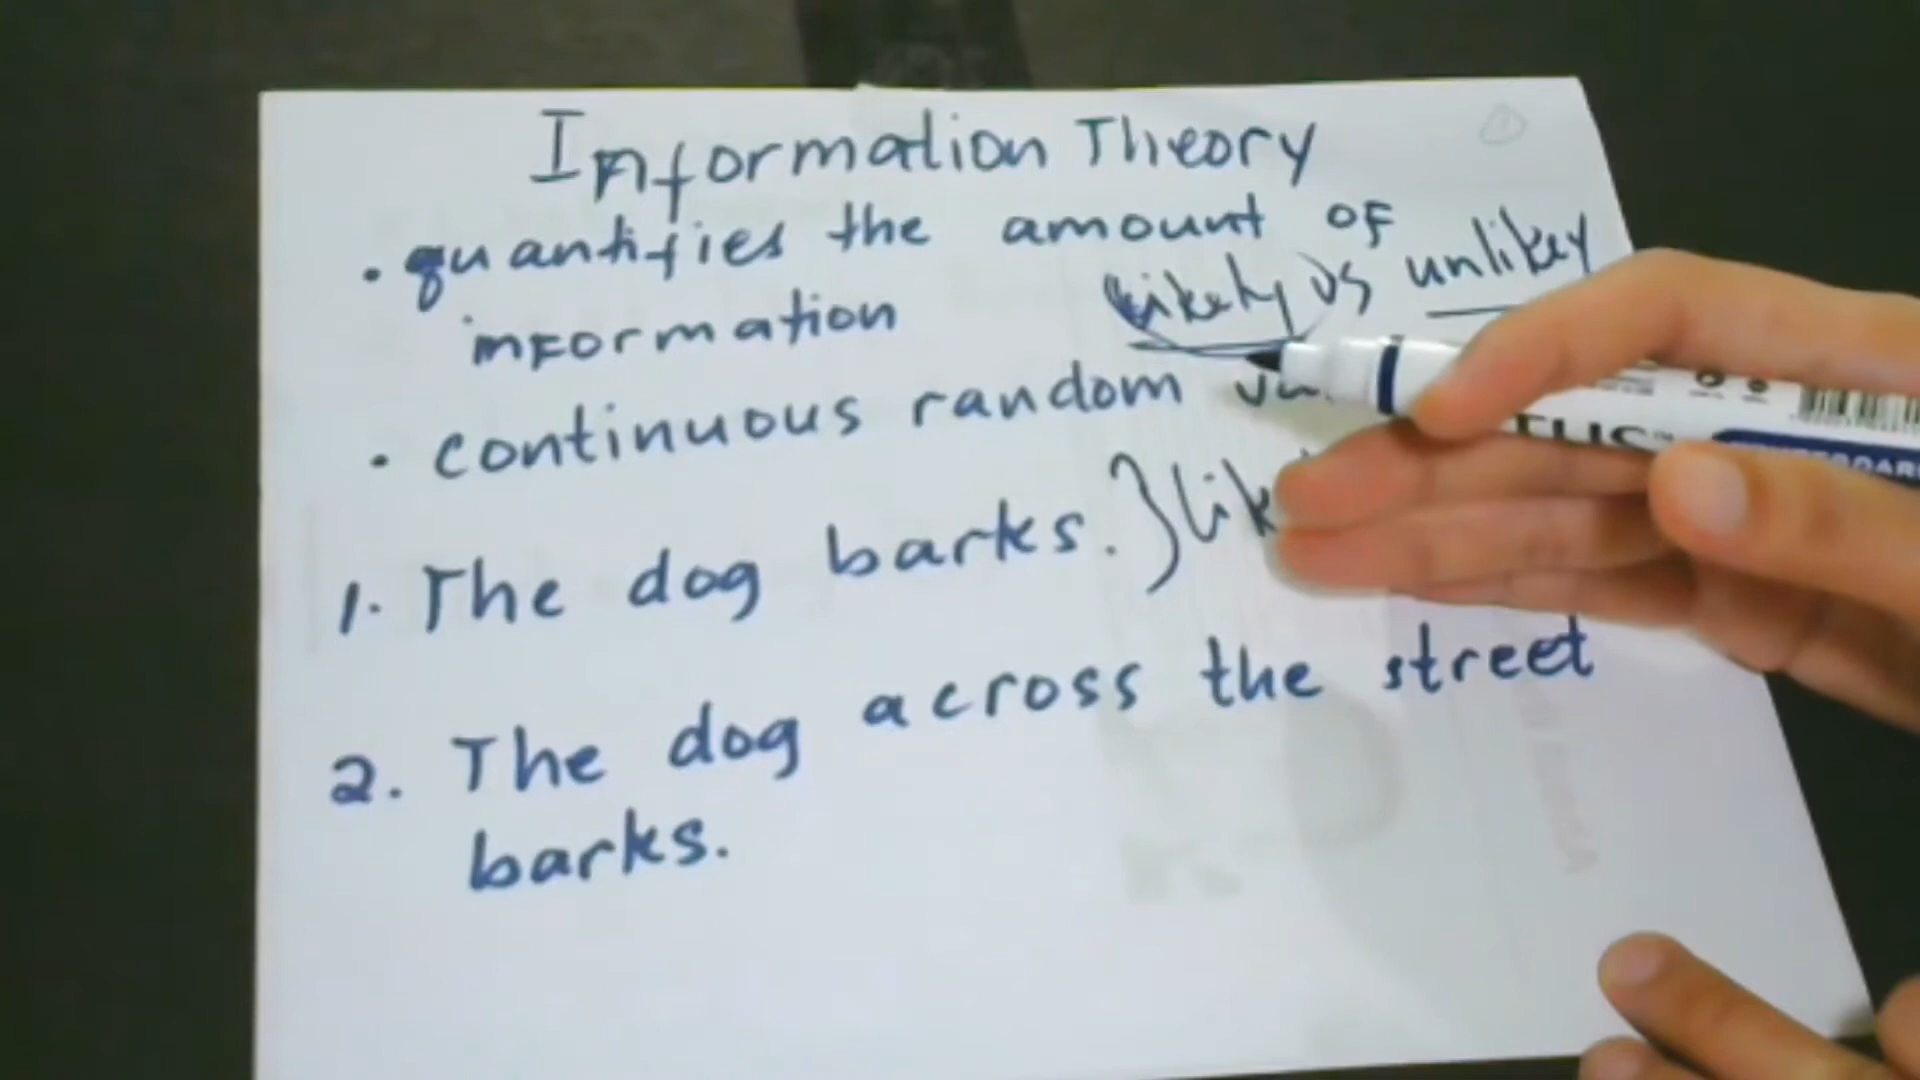 Information Theory
• quantifies the amount of
information
likely vs unlikey
• continuous random
1. The dog barks.}
2. The dog across the street
barks.